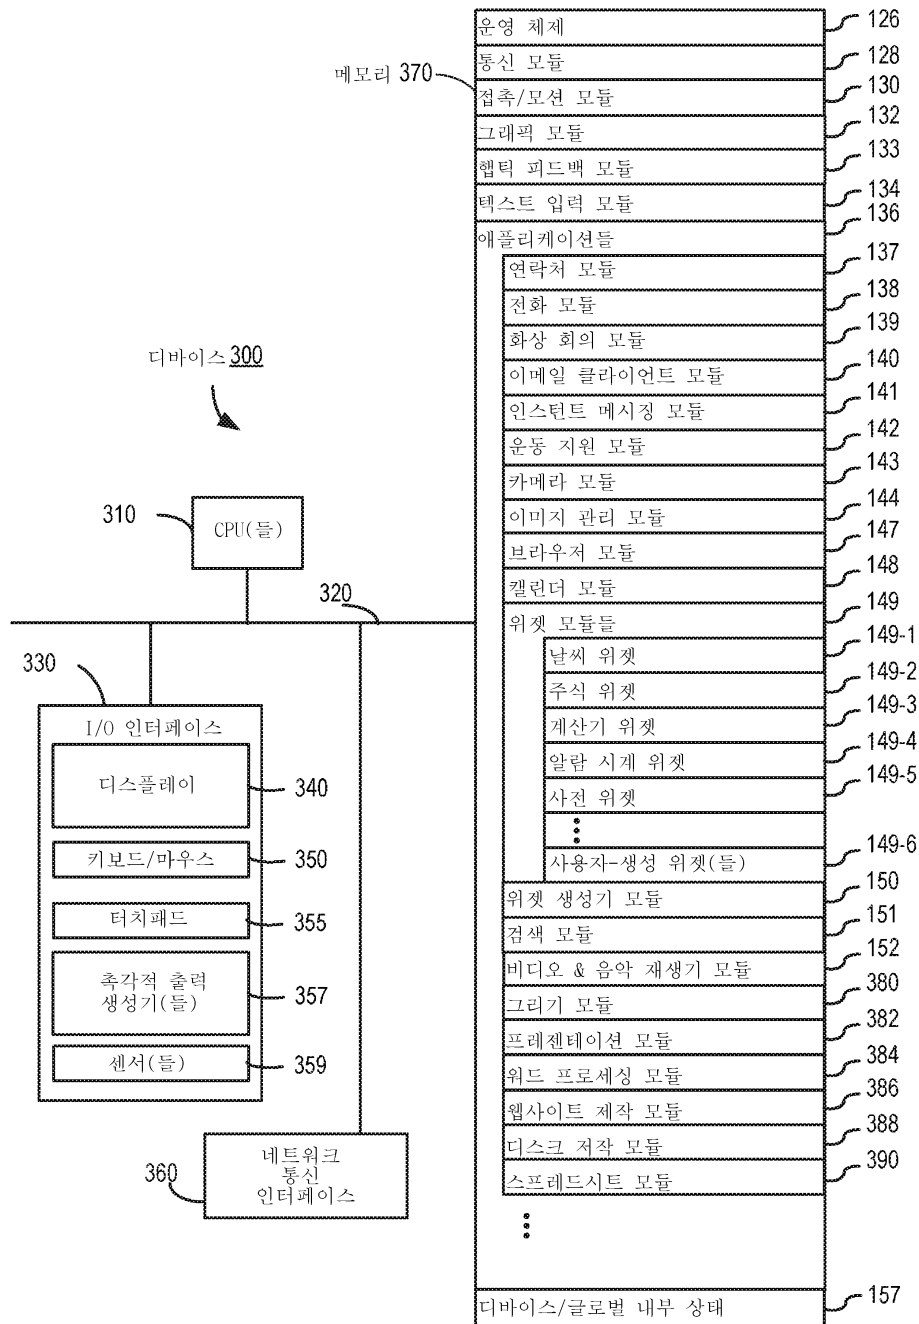 운영 체제 126
통신 모듈 128
메모리 370
접촉/모션 모듈 130
그래픽 모듈 132
햅틱 피드백 모듈 133
텍스트 입력 모듈 134
애플리케이션들 136
연락처 모듈 137
전화 모듈 138
화상 회의 모듈 139
이메일 클라이언트 모듈 140
인스턴트 메시징 모듈 141
운동 지원 모듈 142
카메라 모듈 143
이미지 관리 모듈 144
브라우저 모듈 147
캘린더 모듈 148
위젯 모듈들 149
날씨 위젯 149-1
주식 위젯 149-2
계산기 위젯 149-3
알람 시계 위젯 149-4
사전 위젯 149-5
사용자-생성 위젯(들) 149-6
위젯 생성기 모듈 150
검색 모듈 151
비디오 & 음악 재생기 모듈 152
그리기 모듈 380
프레젠테이션 모듈 382
워드 프로세싱 모듈 384
웹사이트 제작 모듈 386
디스크 저작 모듈 388
스프레드시트 모듈 390
디바이스/글로벌 내부 상태 157
디바이스 300
310
CPU(들)
320
330
I/O 인터페이스
디스플레이 340
키보드/마우스 350
터치패드 355
촉각적 출력
생성기(들) 357
센서(들) 359
360
네트워크
통신
인터페이스